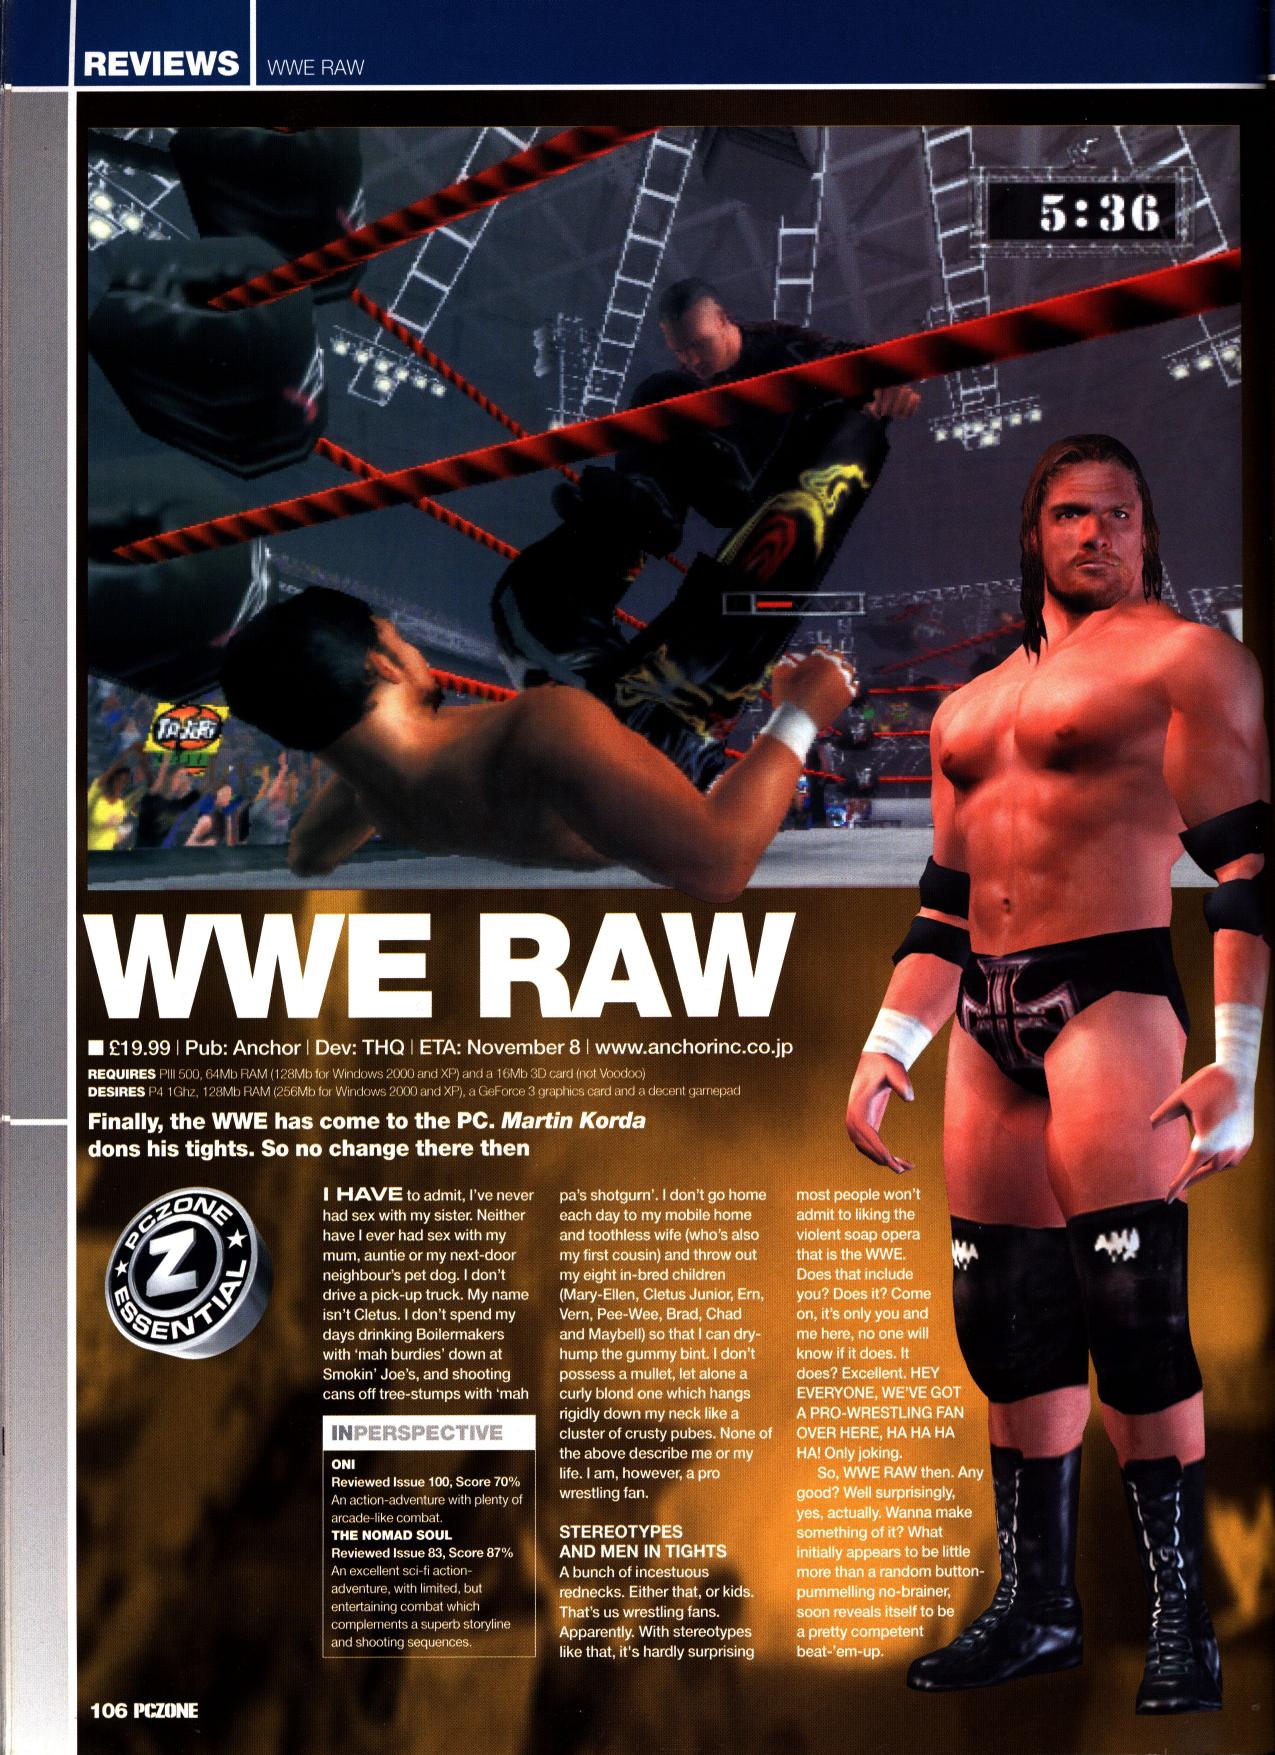 REVIEWS WWE RAW
5:36
TAJIRI
WWE RAW
£19.99 | Pub: Anchor | Dev: THQ | ETA: November 8 | www.anchorinc.co.jp
REQUIRES PIII 500, 64Mb RAM (128Mb for Windows 2000 and XP) and a 16Mb 3D card (not Voodoo)
DESIRES P4 1Ghz, 128Mb RAM (256Mb for Windows 2000 and XP), a GeForce 3 graphics card and a decent gamepad
Finally, the WWE has come to the PC. Martin Korda
dons his tights. So no change there then
PCZONE
Z
ESSENTIAL
I HAVE to admit, I've never
had sex with my sister. Neither
have I ever had sex with my
mum, auntie or my next-door
neighbour's pet dog. I don't
drive a pick-up truck. My name
isn't Cletus. I don't spend my
days drinking Boilermakers
with 'mah burdies' down at
Smokin' Joe's, and shooting
cans off tree-stumps with 'mah
INPERSPECTIVE
ONI
Reviewed Issue 100, Score 70%
An action-adventure with plenty of
arcade-like combat.
THE NOMAD SOUL
Reviewed Issue 83, Score 87%
An excellent sci-fi action-
adventure, with limited, but
entertaining combat which
complements a superb storyline
and shooting sequences.
pa's shotgurn'. I don't go home
each day to my mobile home
and toothless wife (who's also
my first cousin) and throw out
my eight in-bred children
(Mary-Ellen, Cletus Junior, Ern,
Vern, Pee-Wee, Brad, Chad
and Maybell) so that I can dry-
hump the gummy bint. I don't
possess a mullet, let alone a
curly blond one which hangs
rigidly down my neck like a
cluster of crusty pubes. None of
the above describe me or my
life. I am, however, a pro
wrestling fan.
STEREOTYPES
AND MEN IN TIGHTS
A bunch of incestuous
rednecks. Either that, or kids.
That's us wrestling fans.
Apparently. With stereotypes
like that, it's hardly surprising
most people won't
admit to liking the
violent soap opera
that is the WWE.
Does that include
you? Does it? Come
on, it's only you and
me here, no one will
know if it does. It
does? Excellent. HEY
EVERYONE, WE'VE GOT
A PRO-WRESTLING FAN
OVER HERE, HA HA HA
HA! Only joking.
So, WWE RAW then. Any
good? Well surprisingly,
yes, actually. Wanna make
something of it? What
initially appears to be little
more than a random button-
pummelling no-brainer,
soon reveals itself to be
a pretty competent
beat-'em-up.
106 PCZONE